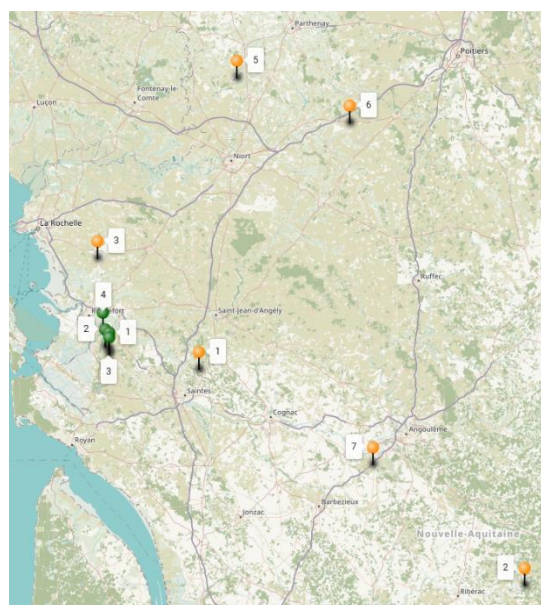 Parthenay
5
Poitiers
Fontenay-le-
Comte
Luçon
6
Niort
La Rochelle
3
Ruffec
4
Saint-Jean-d'Angély
2
1
1
3
Saintes
Cognac
Angoulême
Royan
7
Barbezieux
Jonzac
Nouvelle-Aquitaine
2
Ribérac